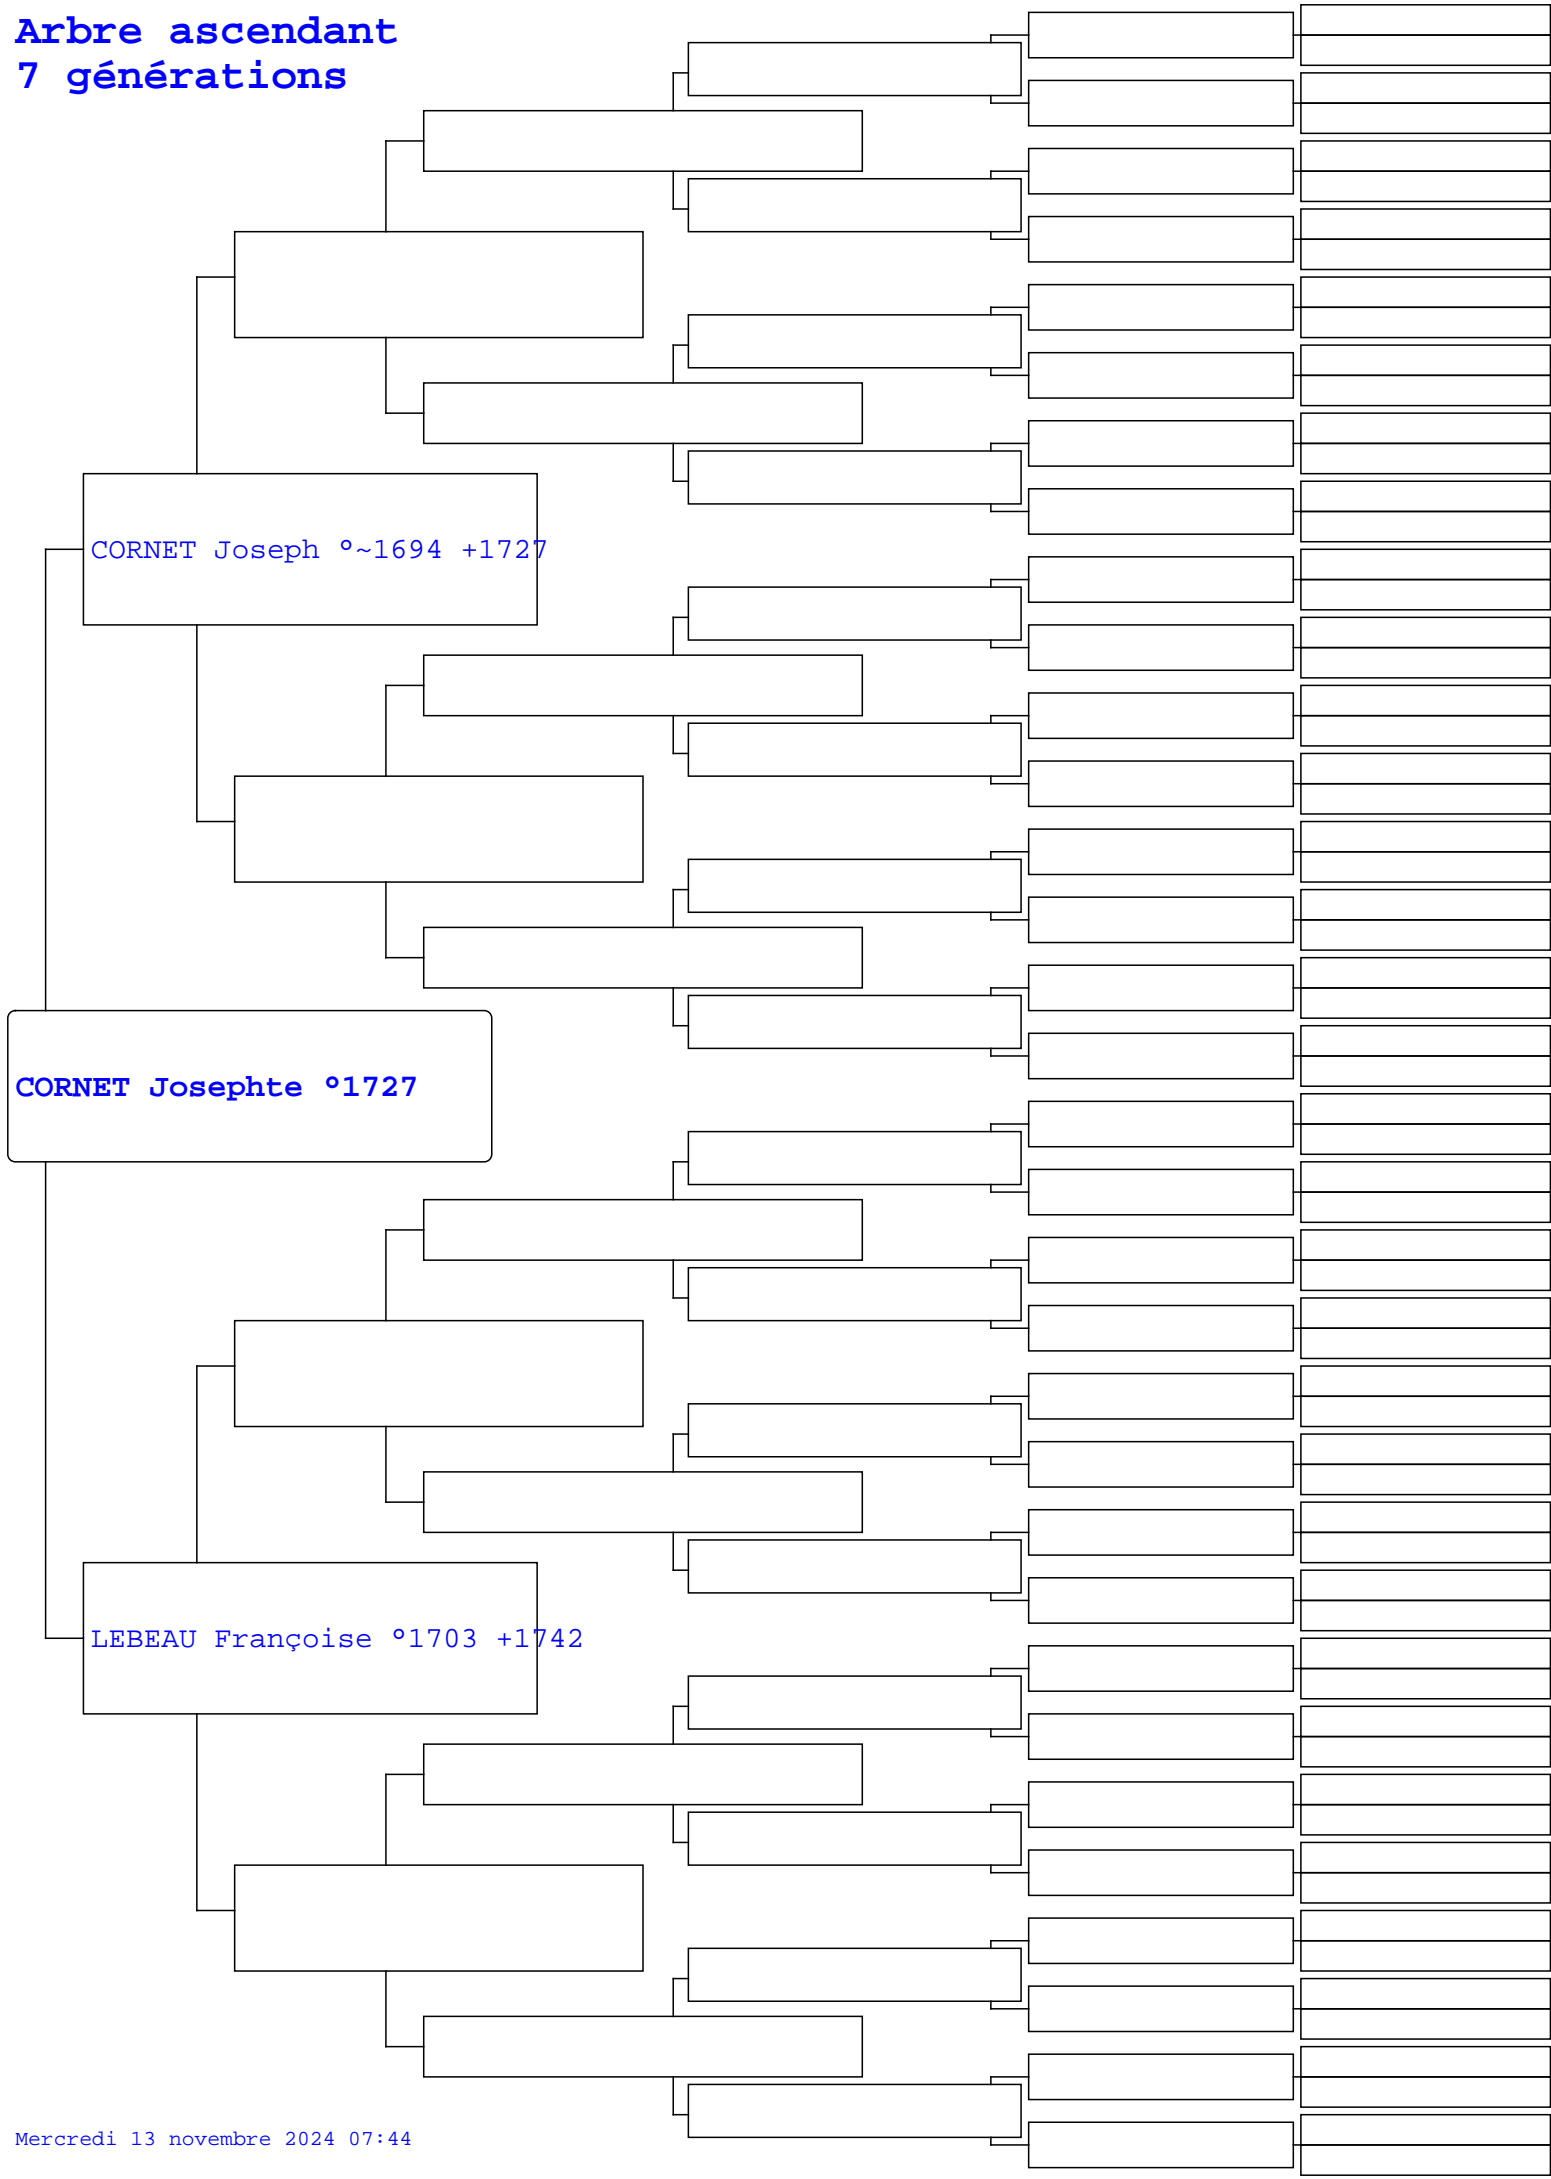 Arbre ascendant
7 générations
CORNET Joseph °~1694 +1727
CORNET Josephte °1727
LEBEAU Françoise °1703 +1742
Mercredi 13 novembre 2024 07:44